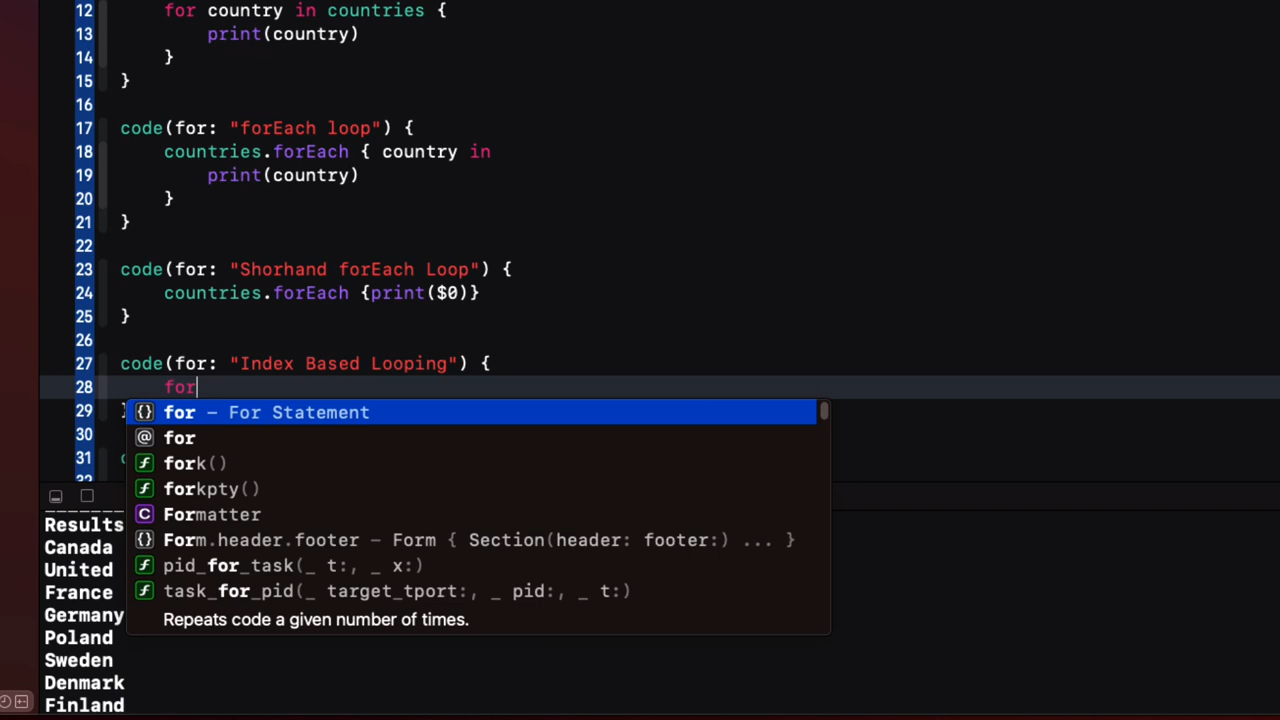 12 for country in countries {
13 print(country)
14 }
15 }
16
17 code(for: "forEach loop") {
18 countries.forEach { country in
19 print(country)
20 }
21 }
22
23 code(for: "Shorhand forEach Loop") {
24 countries.forEach {print($0)}
25 }
26
27 code(for: "Index Based Looping") {
28 for
29
{} for – For Statement
@ for
30
f fork()
31
f forkpty()
32
C Formatter
{} Form.header.footer – Form { Section(header: footer:) ... }
f pid_for_task(_ t:, _ x:)
f task_for_pid(_ target_tport:, _ pid:, _ t:)
Repeats code a given number of times.
Results
Canada
United
France
Germany
Poland
Sweden
Denmark
Finland